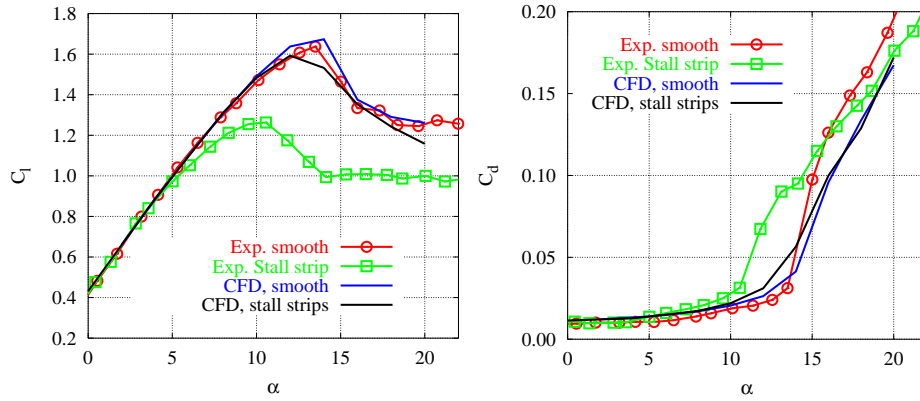 1.8
1.6
1.4
1.2
1.0
0.8
0.6
0.4
0.2
C_l
Exp. smooth
Exp. Stall strip
CFD, smooth
CFD, stall strips
0 5 10 15 20
α
0.20
0.15
0.10
0.05
0.00
C_d
Exp. smooth
Exp. Stall strip
CFD, smooth
CFD, stall strips
0 5 10 15 20
α